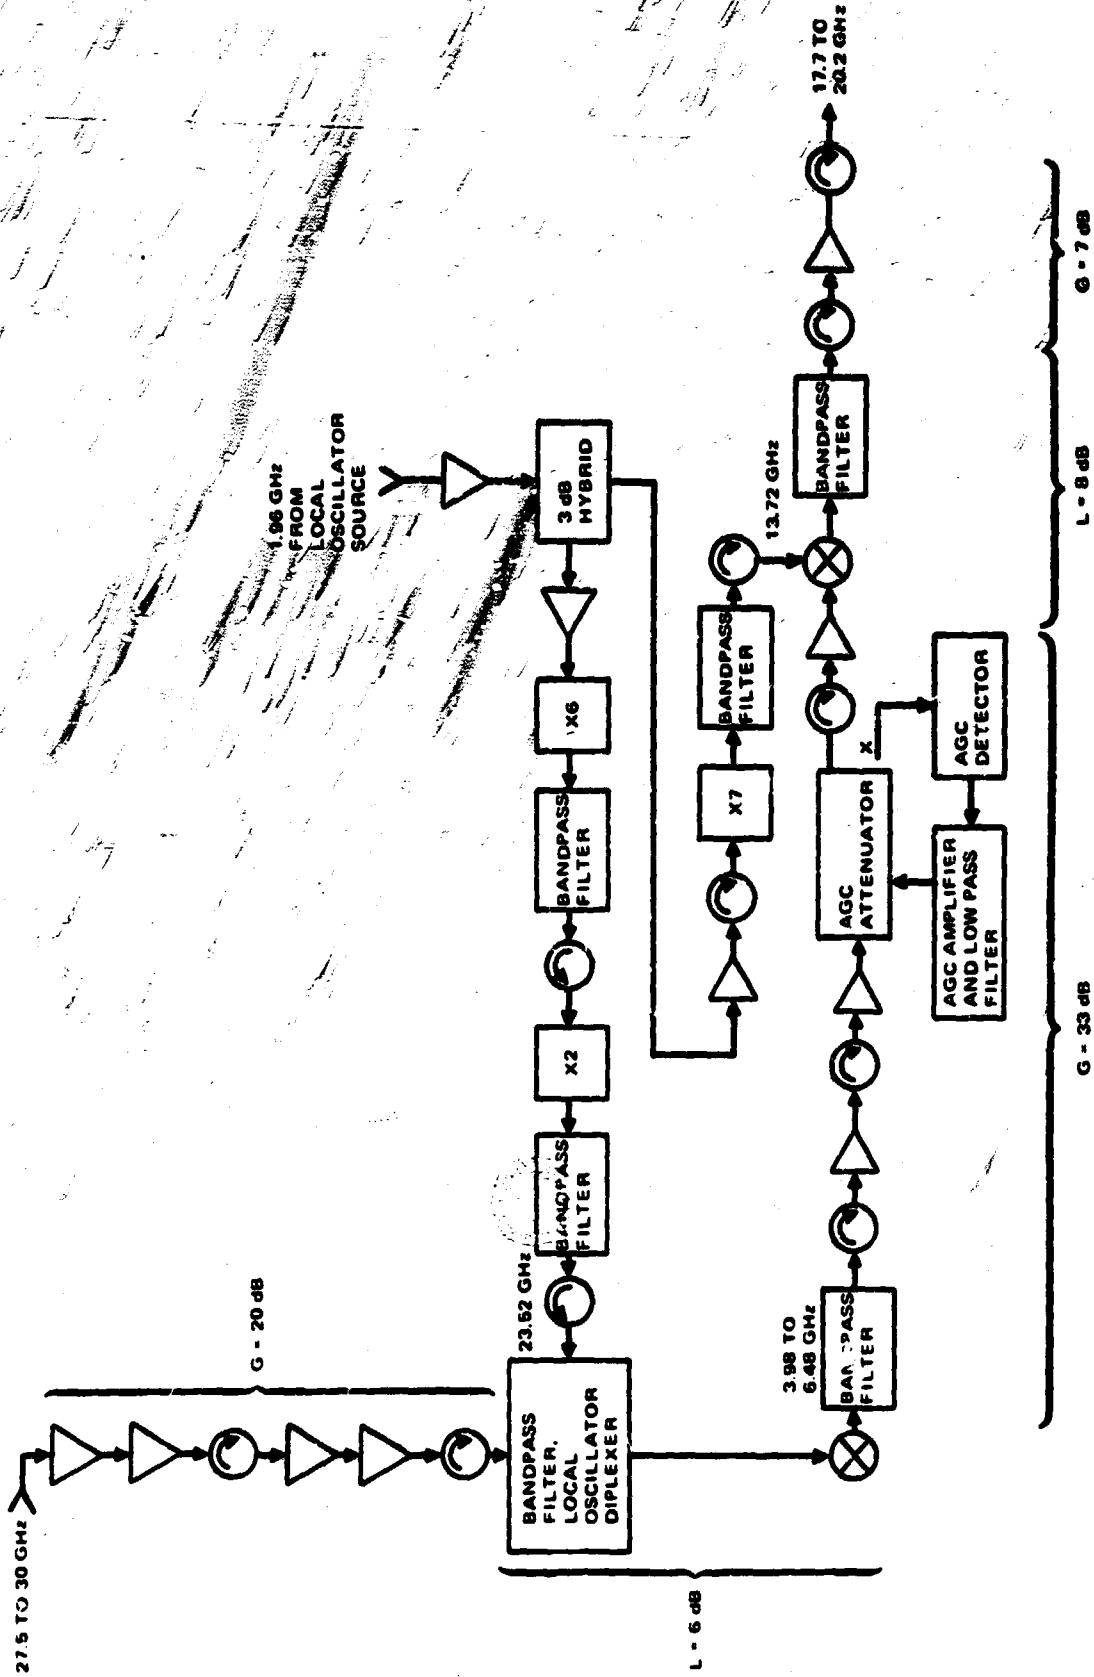 27.5 TO 30 GHz
G = 20 dB
BANDPASS
FILTER,
LOCAL
OSCILLATOR
DIPLEXER
L = 6 dB
23.52 GHz
BANDPASS
FILTER
X2
BANDPASS
FILTER
X6
3 dB
HYBRID
1.96 GHz
FROM
LOCAL
OSCILLATOR
SOURCE
X7
BANDPASS
FILTER
13.72 GHz
3.98 TO
6.48 GHz
BANDPASS
FILTER
AGC
ATTENUATOR
X
AGC
DETECTOR
AGC AMPLIFIER
AND LOW PASS
FILTER
BANDPASS
FILTER
17.7 TO
20.2 GHz
G = 33 dB
L = 8 dB
G = 7 dB